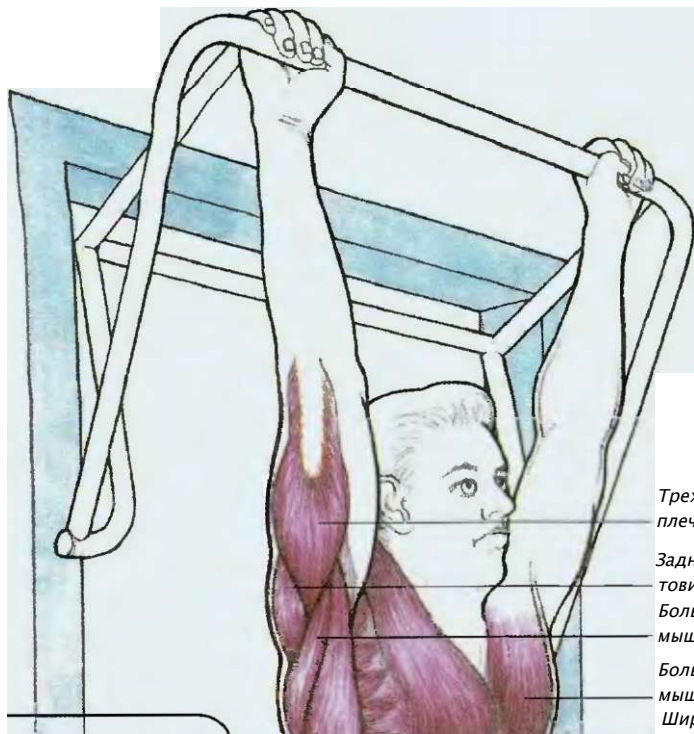 Трех
плеч
Задн
тови
Боль
мыш
Боль
мыш
Шир